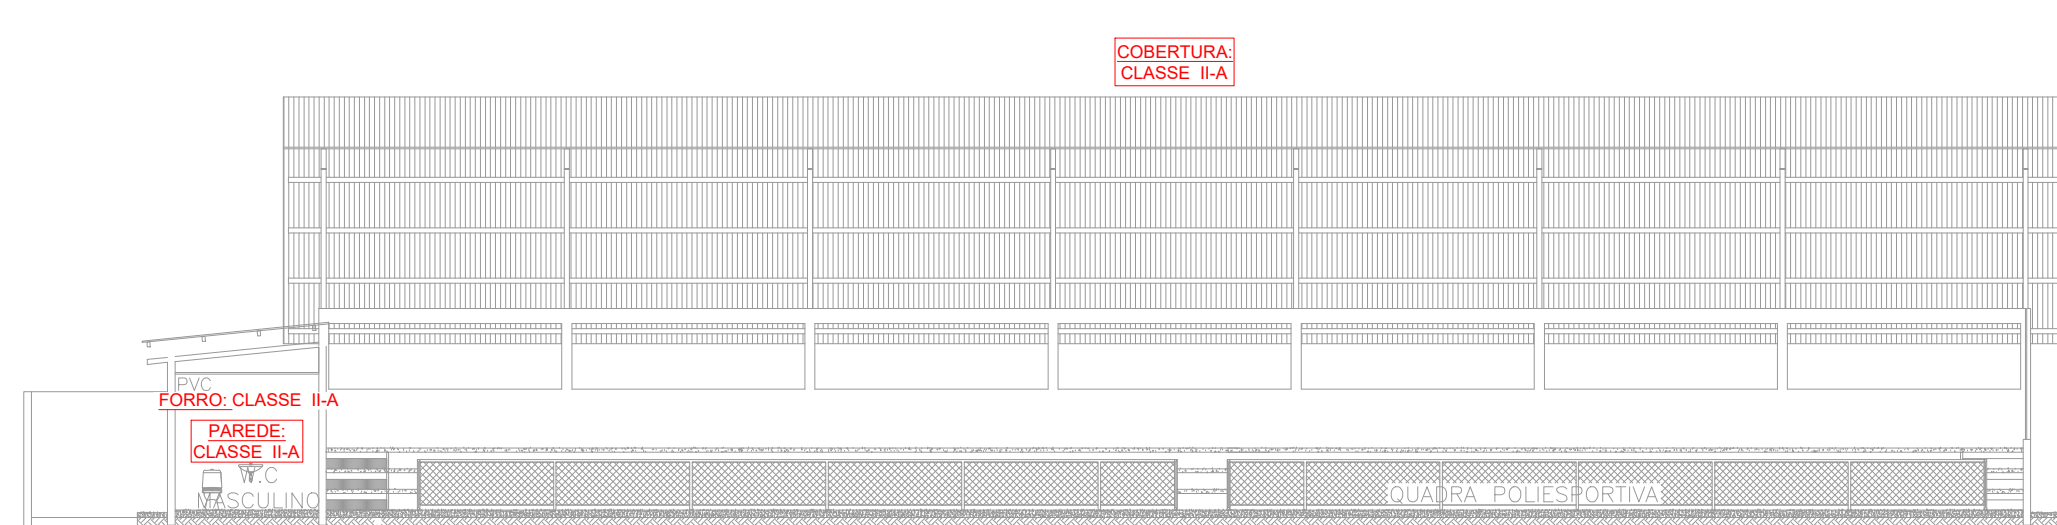 COBERTURA:
CLASSE II-A
PVC
FORRO: CLASSE II-A
PAREDE:
CLASSE II-A
W.C
MASCULINO
QUADRA POLIESPORTIVA